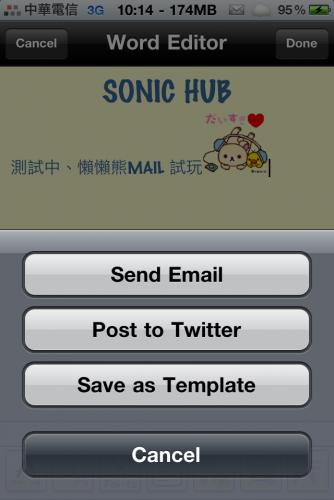 中華電信 3G 10:14 - 174MB 95%
Cancel Word Editor Done
SONIC HUB
だぃすき
測試中、懶懶熊MAIL 試玩
Send Email
Post to Twitter
Save as Template
Cancel